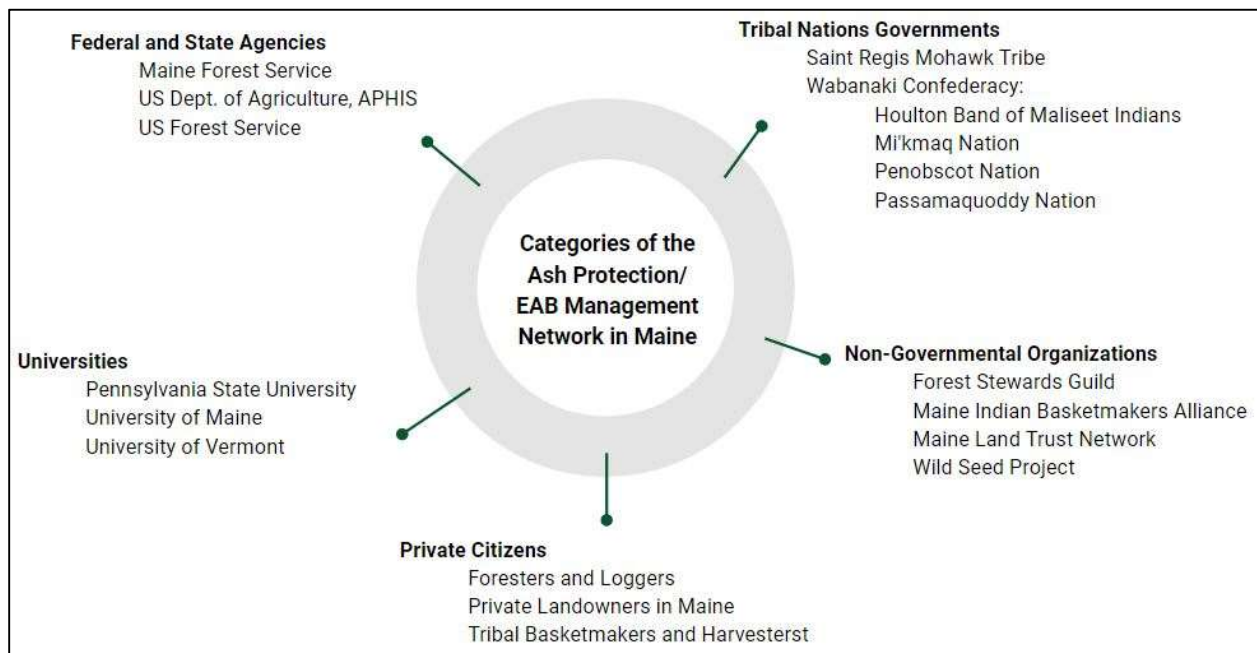 Federal and State Agencies
Maine Forest Service
US Dept. of Agriculture, APHIS
US Forest Service
Tribal Nations Governments
Saint Regis Mohawk Tribe
Wabanaki Confederacy:
Houlton Band of Maliseet Indians
Mi'kmaq Nation
Penobscot Nation
Passamaquoddy Nation
Categories of the
Ash Protection/
EAB Management
Network in Maine
Universities
Pennsylvania State University
University of Maine
University of Vermont
Non-Governmental Organizations
Forest Stewards Guild
Maine Indian Basketmakers Alliance
Maine Land Trust Network
Wild Seed Project
Private Citizens
Foresters and Loggers
Private Landowners in Maine
Tribal Basketmakers and Harvesterst